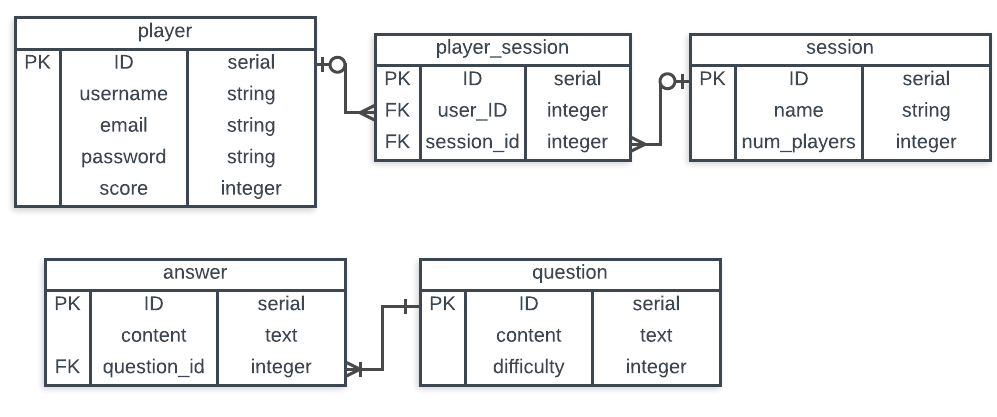 player
PK ID serial
username string
email string
password string
score integer
player_session
PK ID serial
FK user_ID integer
FK session_id integer
session
PK ID serial
name string
num_players integer
answer
PK ID serial
content text
FK question_id integer
question
PK ID serial
content text
difficulty integer